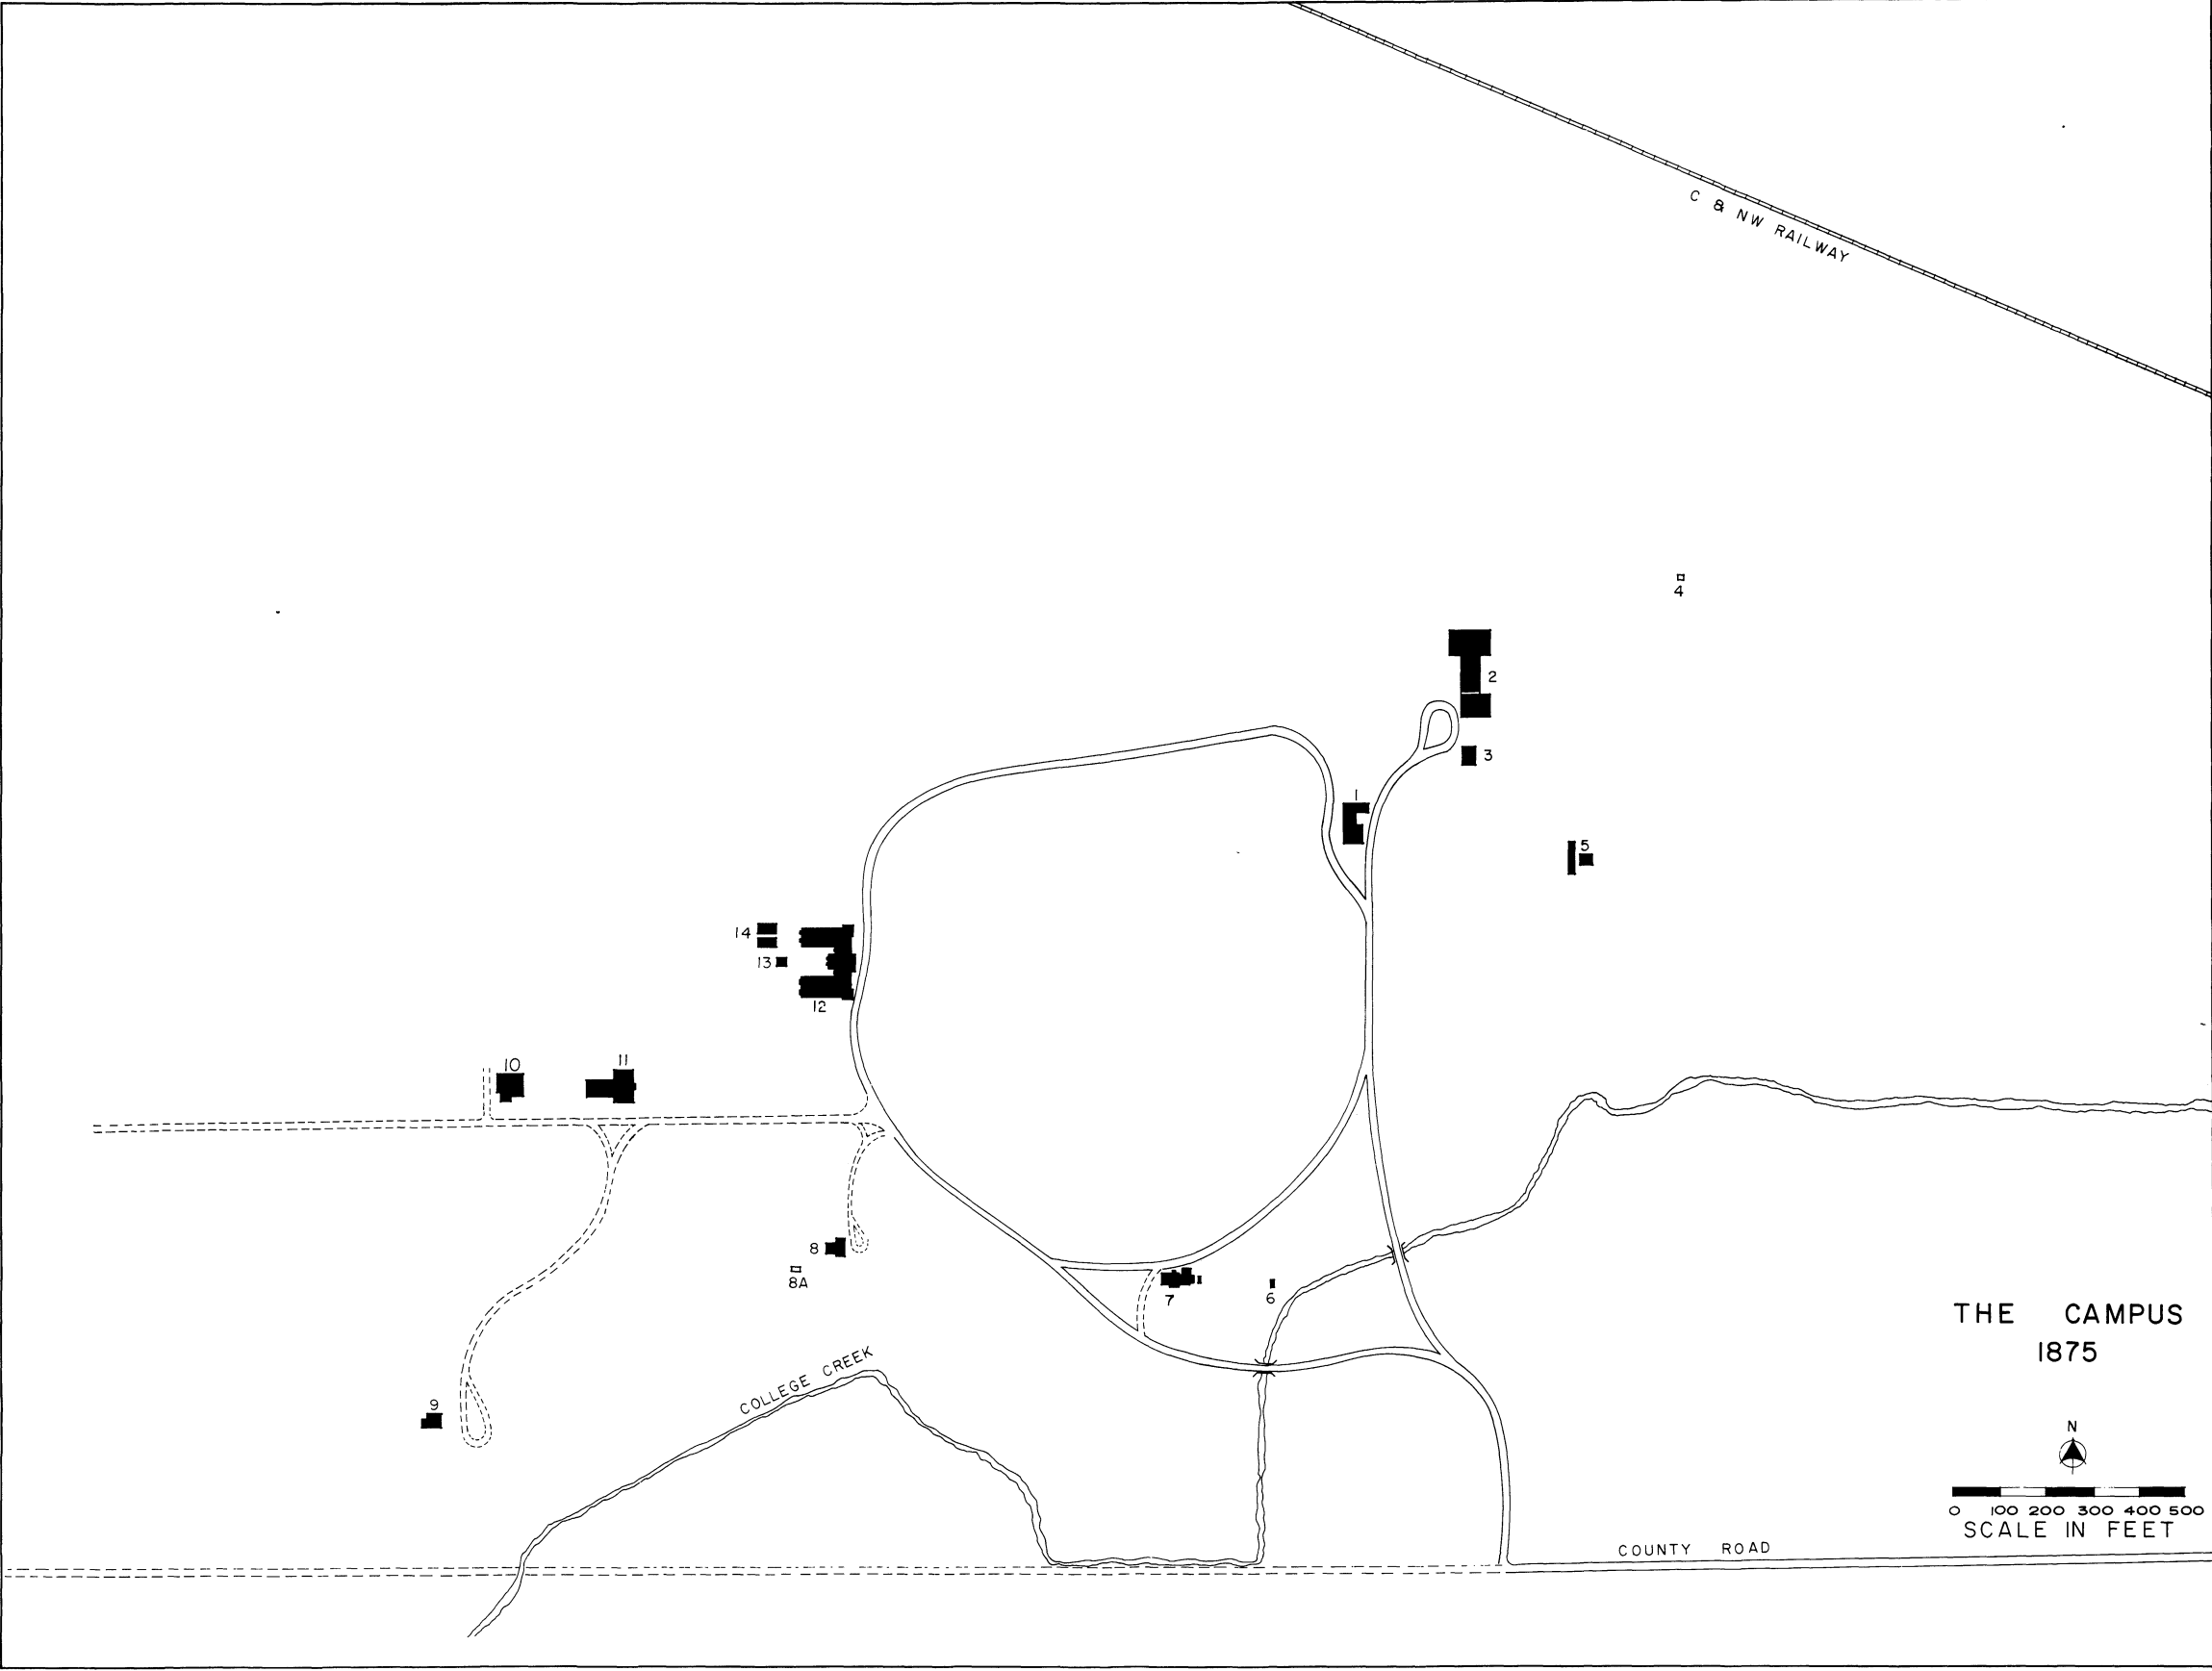 C & NW RAILWAY
4
2
3
1
5
14
13
12
10
11
8
8A
7
6
9
COLLEGE CREEK
THE CAMPUS
1875
N
0 100 200 300 400 500
SCALE IN FEET
COUNTY ROAD